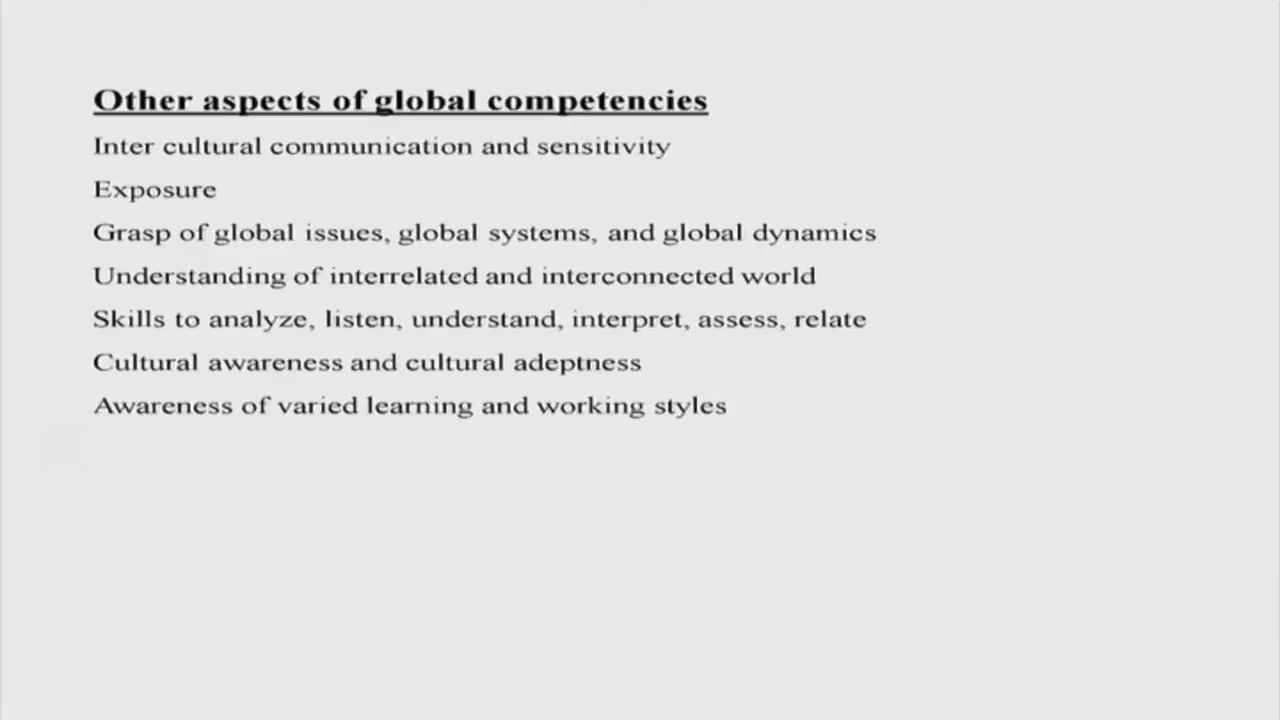 Other aspects of global competencies
Inter cultural communication and sensitivity
Exposure
Grasp of global issues, global systems, and global dynamics
Understanding of interrelated and interconnected world
Skills to analyze, listen, understand, interpret, assess, relate
Cultural awareness and cultural adeptness
Awareness of varied learning and working styles